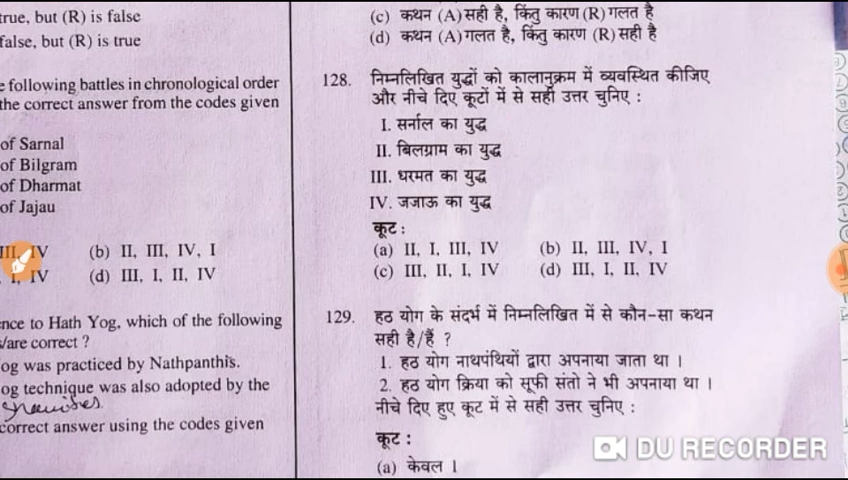 true, but (R) is false
false, but (R) is true
e following battles in chronological order
the correct answer from the codes given
of Sarnal
of Bilgram
of Dharmat
of Jajau
III, IV (b) II, III, IV, I
I, IV (d) III, I, II, IV
nce to Hath Yog, which of the following
s/are correct ?
og was practiced by Nathpanthis.
og technique was also adopted by the
correct answer using the codes given
(c) कथन (A) सही है, किंतु कारण (R) गलत है
(d) कथन (A) गलत है, किंतु कारण (R) सही है
128. निम्नलिखित युद्धों को कालानुक्रम में व्यवस्थित कीजिए
और नीचे दिए कूटों में से सही उत्तर चुनिए :
I. सर्नाल का युद्ध
II. बिलग्राम का युद्ध
III. धरमत का युद्ध
IV. जजाऊ का युद्ध
कूट :
(a) II, I, III, IV (b) II, III, IV, I
(c) III, II, I, IV (d) III, I, II, IV
129. हठ योग के संदर्भ में निम्नलिखित में से कौन-सा कथन
सही है/हैं ?
1. हठ योग नाथपंथियों द्वारा अपनाया जाता था ।
2. हठ योग क्रिया को सूफी संतो ने भी अपनाया था ।
नीचे दिए हुए कूट में से सही उत्तर चुनिए :
कूट :
(a) केवल 1
DU RECORDER